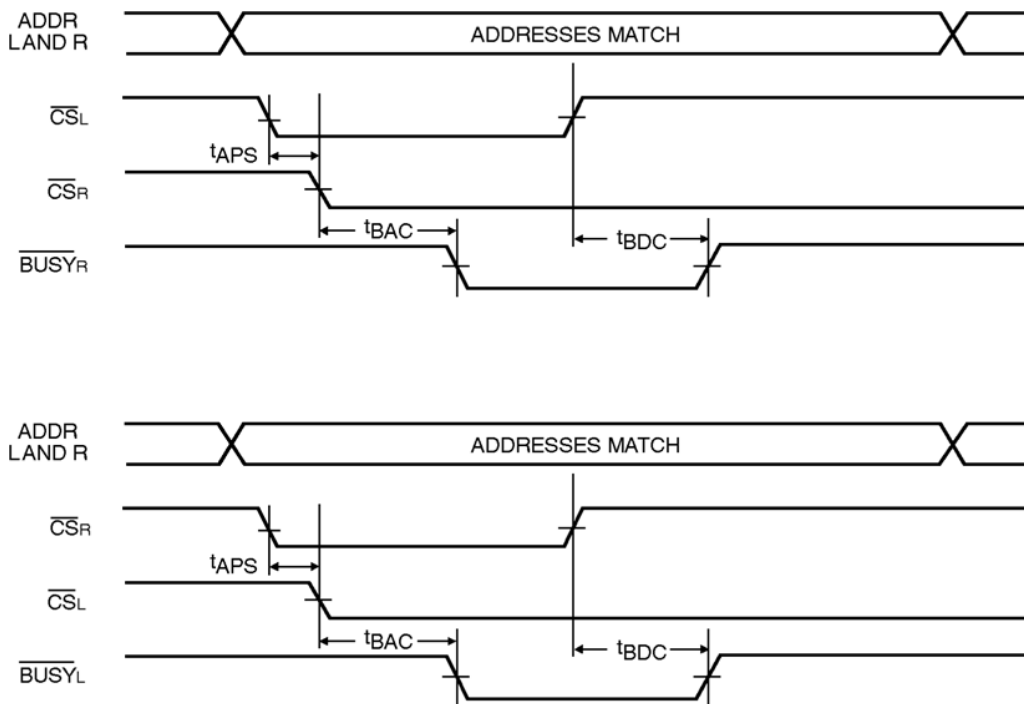 ADDR
LAND R
ADDRESSES MATCH
CSL
tAPS
CSR
tBAC
tBDC
BUSYR
ADDR
LAND R
ADDRESSES MATCH
CSR
tAPS
CSL
tBAC
tBDC
BUSYL